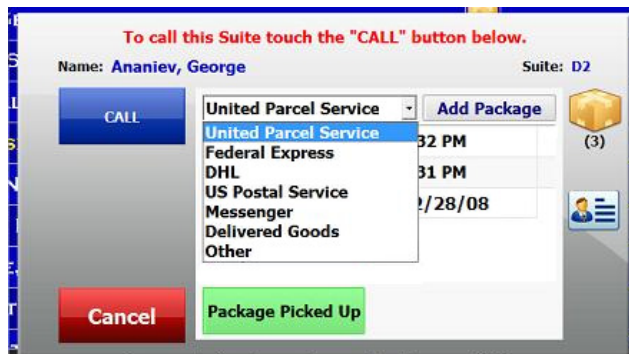 To call this Suite touch the "CALL" button below.
Name: Ananiev, George Suite: D2
CALL
United Parcel Service Add Package
United Parcel Service
Federal Express
DHL
US Postal Service
Messenger
Delivered Goods
Other
32 PM
31 PM
/28/08
(3)
Cancel
Package Picked Up